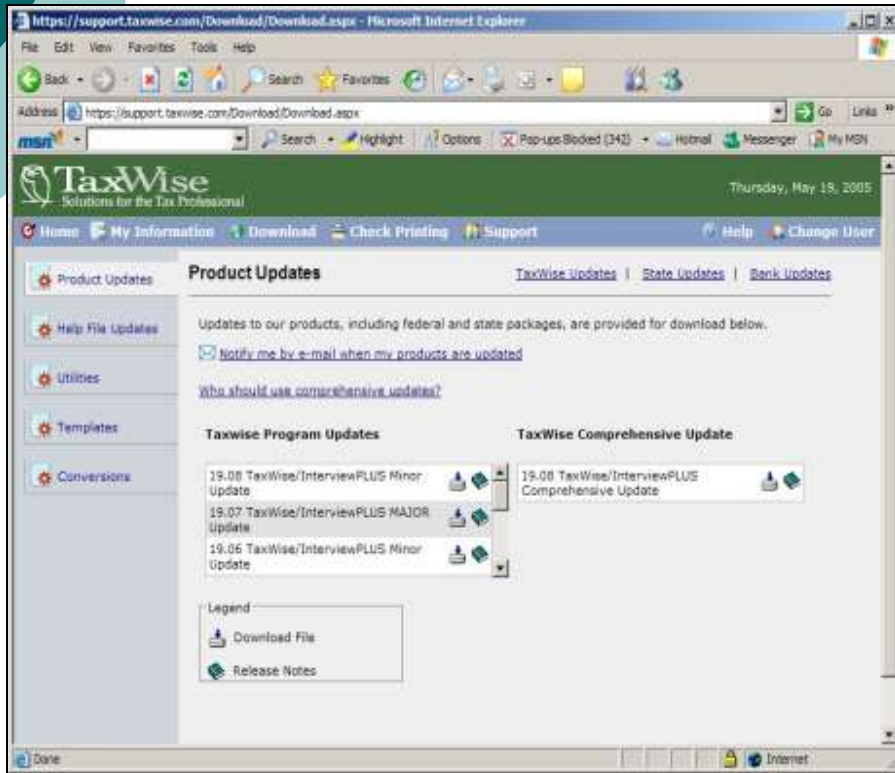 https://support.taxwise.com/Download/Download.aspx - Microsoft Internet Explorer
File Edit View Favorites Tools Help
Back Search Favorites
Address https://support.taxwise.com/Download/Download.aspx Go Links »
msn Search Highlight Options Pop-ups Blocked (342) Hotmail Messenger My MSN
TaxWise
Solutions for the Tax Professional
Thursday, May 19, 2005
Home My Information Download Check Printing Support Help Change User
Product Updates
Help File Updates
Utilities
Templates
Conversions
Product Updates
TaxWise Updates | State Updates | Bank Updates
Updates to our products, including federal and state packages, are provided for download below.
Notify me by e-mail when my products are updated
Who should use comprehensive updates?
Taxwise Program Updates
19.08 TaxWise/InterviewPLUS Minor
Update
19.07 TaxWise/InterviewPLUS MAJOR
Update
19.06 TaxWise/InterviewPLUS Minor
Update
TaxWise Comprehensive Update
19.08 TaxWise/InterviewPLUS
Comprehensive Update
Legend
Download File
Release Notes
Done Internet